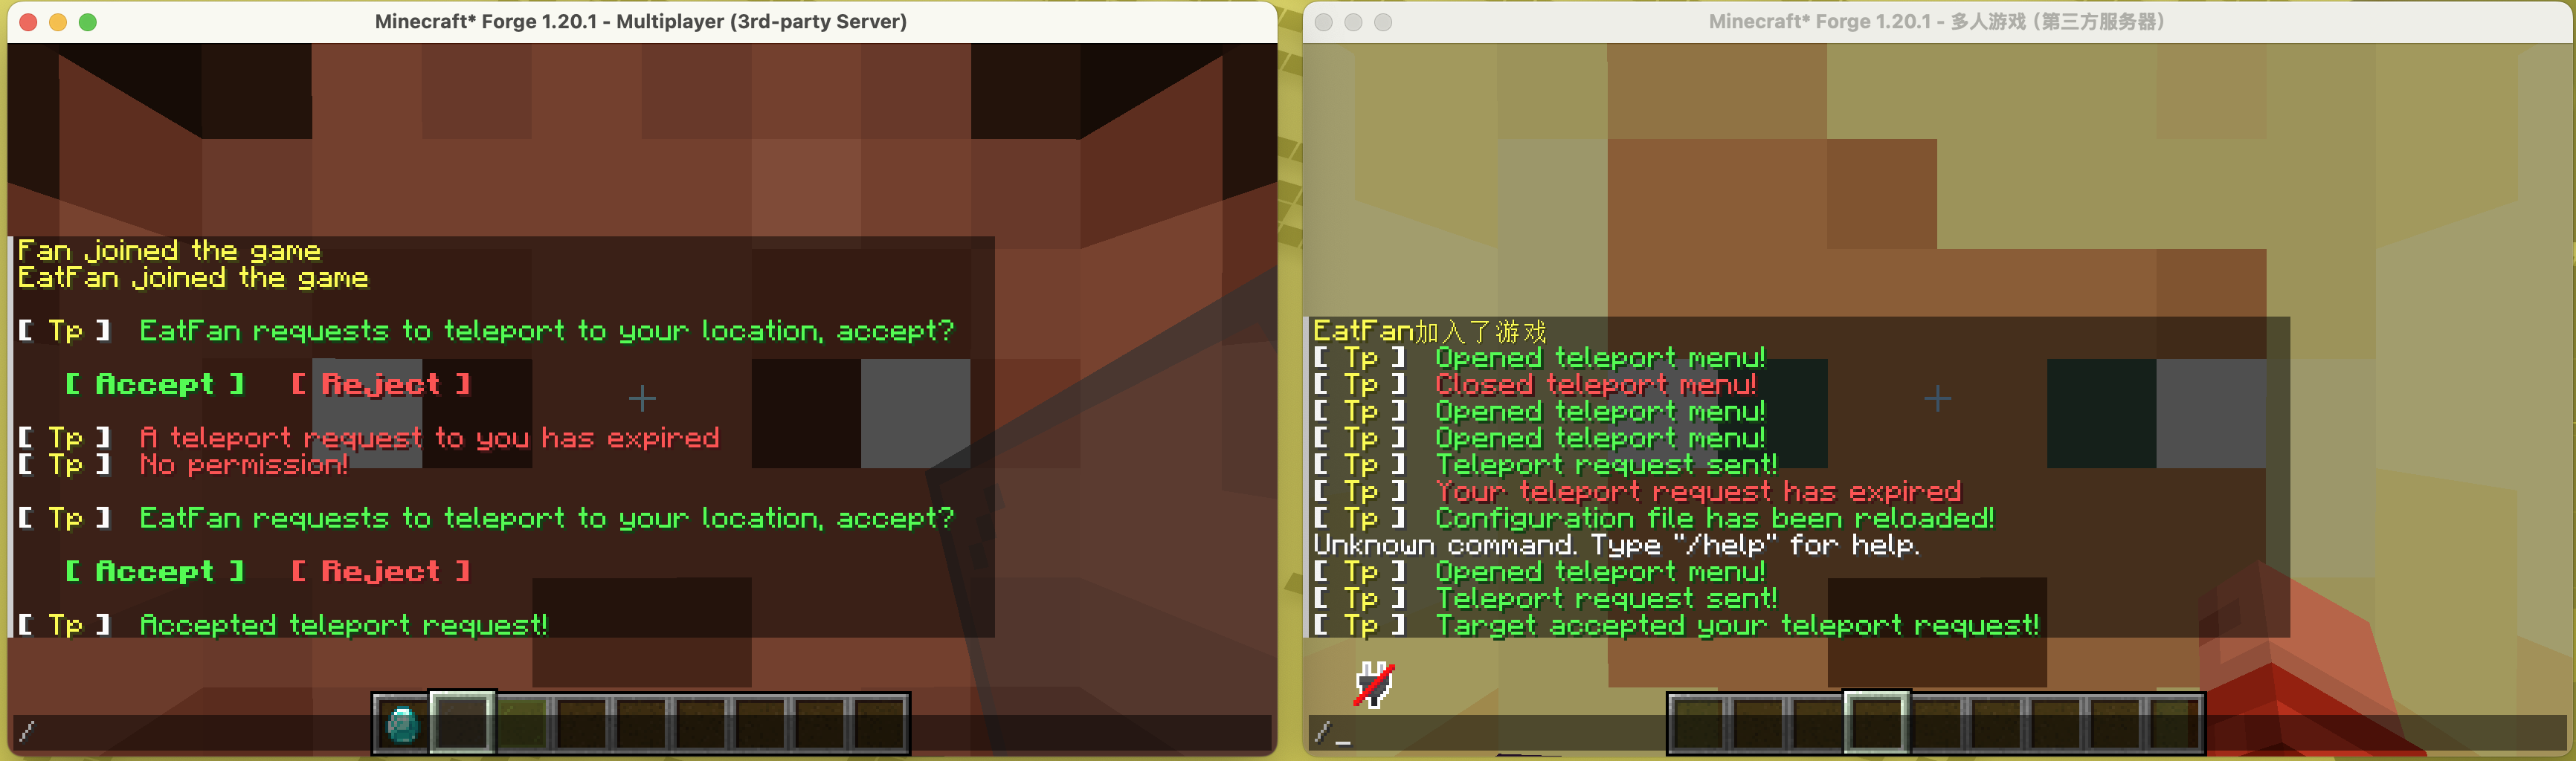 Minecraft* Forge 1.20.1 - Multiplayer (3rd-party Server)
Fan joined the game
EatFan joined the game
[ Tp ] EatFan requests to teleport to your location, accept?
[ Accept ] [ Reject ]
[ Tp ] A teleport request to you has expired
[ Tp ] No permission!
[ Tp ] EatFan requests to teleport to your location, accept?
[ Accept ] [ Reject ]
[ Tp ] Accepted teleport request!
/
Minecraft* Forge 1.20.1 - 多人游戏 (第三方服务器)
EatFan加入了游戏
[ Tp ] Opened teleport menu!
[ Tp ] Closed teleport menu!
[ Tp ] Opened teleport menu!
[ Tp ] Opened teleport menu!
[ Tp ] Teleport request sent!
[ Tp ] Your teleport request has expired
[ Tp ] Configuration file has been reloaded!
Unknown command. Type "/help" for help.
[ Tp ] Opened teleport menu!
[ Tp ] Teleport request sent!
[ Tp ] Target accepted your teleport request!
/_